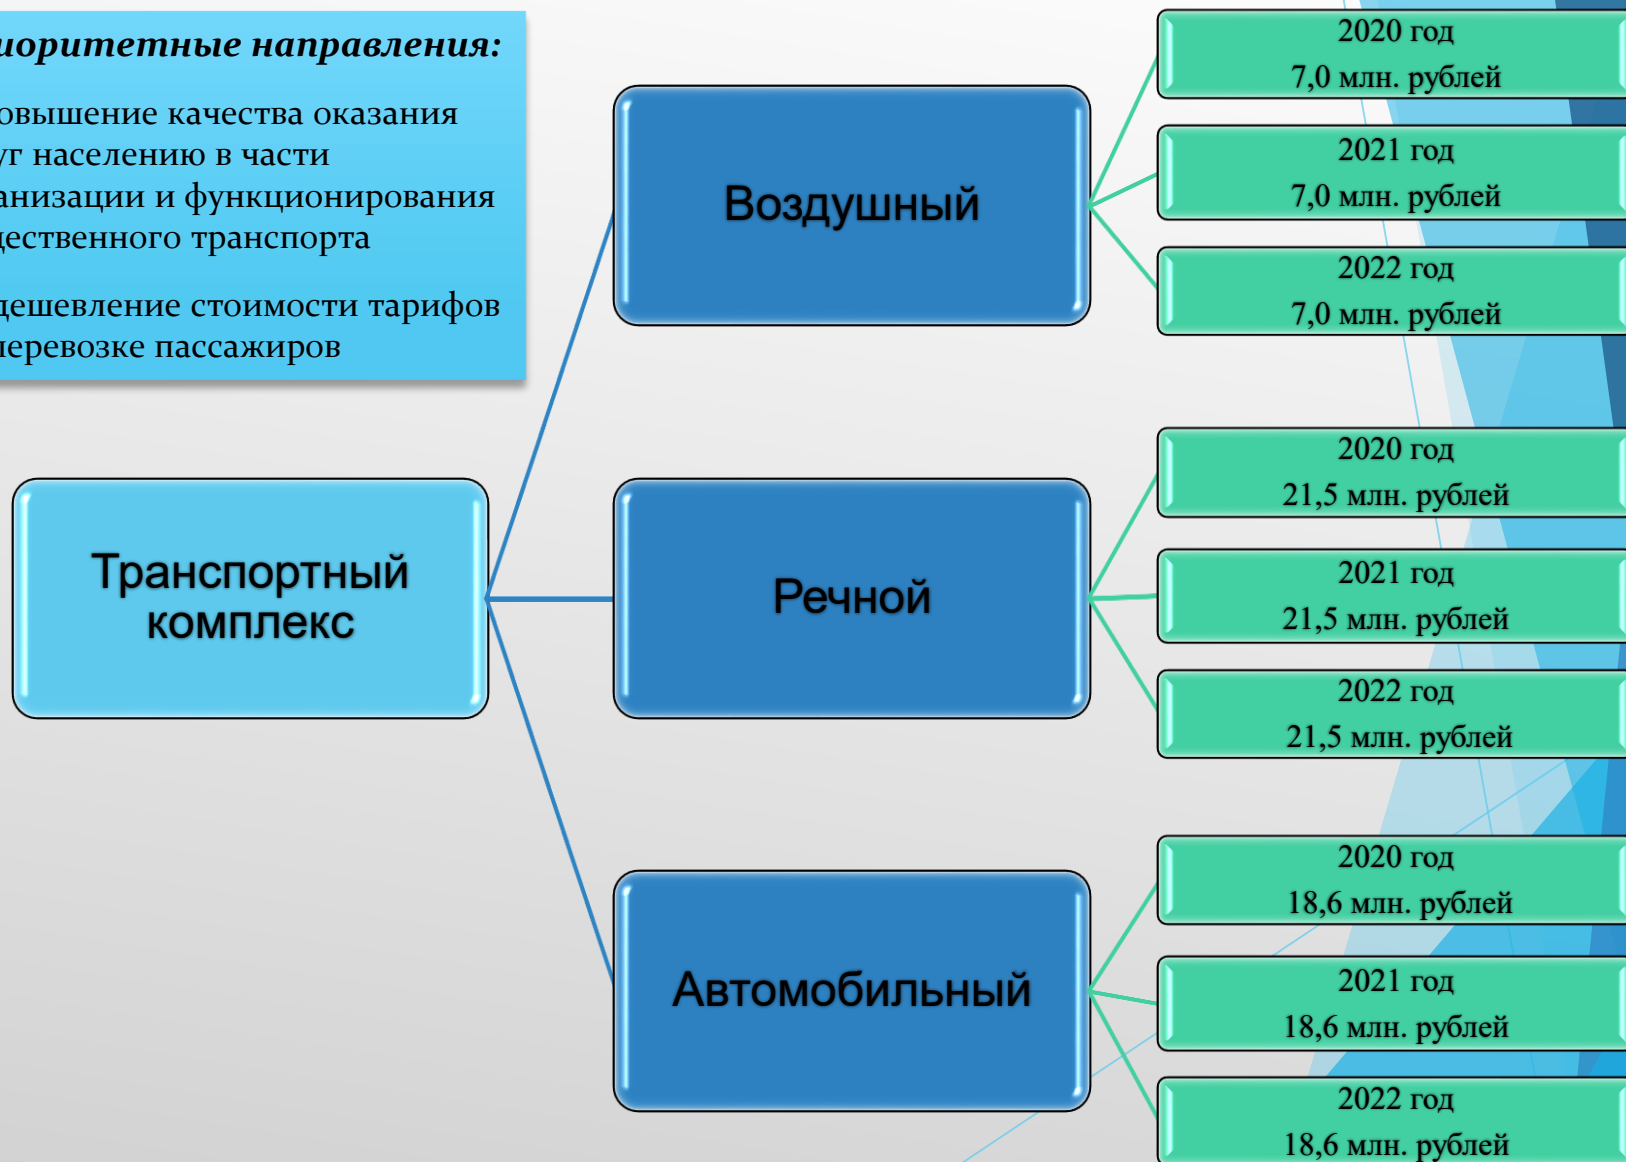 иоритетные направления:
овышение качества оказания
уг населению в части
анизации и функционирования
щественного транспорта
дешевление стоимости тарифов
перевозке пассажиров
Транспортный
комплекс
Воздушный
2020 год
7,0 млн. рублей
2021 год
7,0 млн. рублей
2022 год
7,0 млн. рублей
Речной
2020 год
21,5 млн. рублей
2021 год
21,5 млн. рублей
2022 год
21,5 млн. рублей
Автомобильный
2020 год
18,6 млн. рублей
2021 год
18,6 млн. рублей
2022 год
18,6 млн. рублей